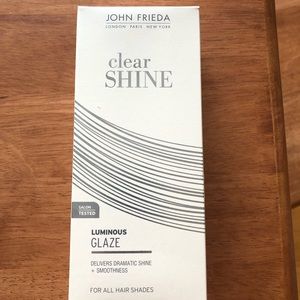 JOHN FRIEDA
LONDON · PARIS · NEW YORK
clear
SHINE
SALON
TESTED
LUMINOUS
GLAZE
DELIVERS DRAMATIC SHINE
+ SMOOTHNESS
FOR ALL HAIR SHADES